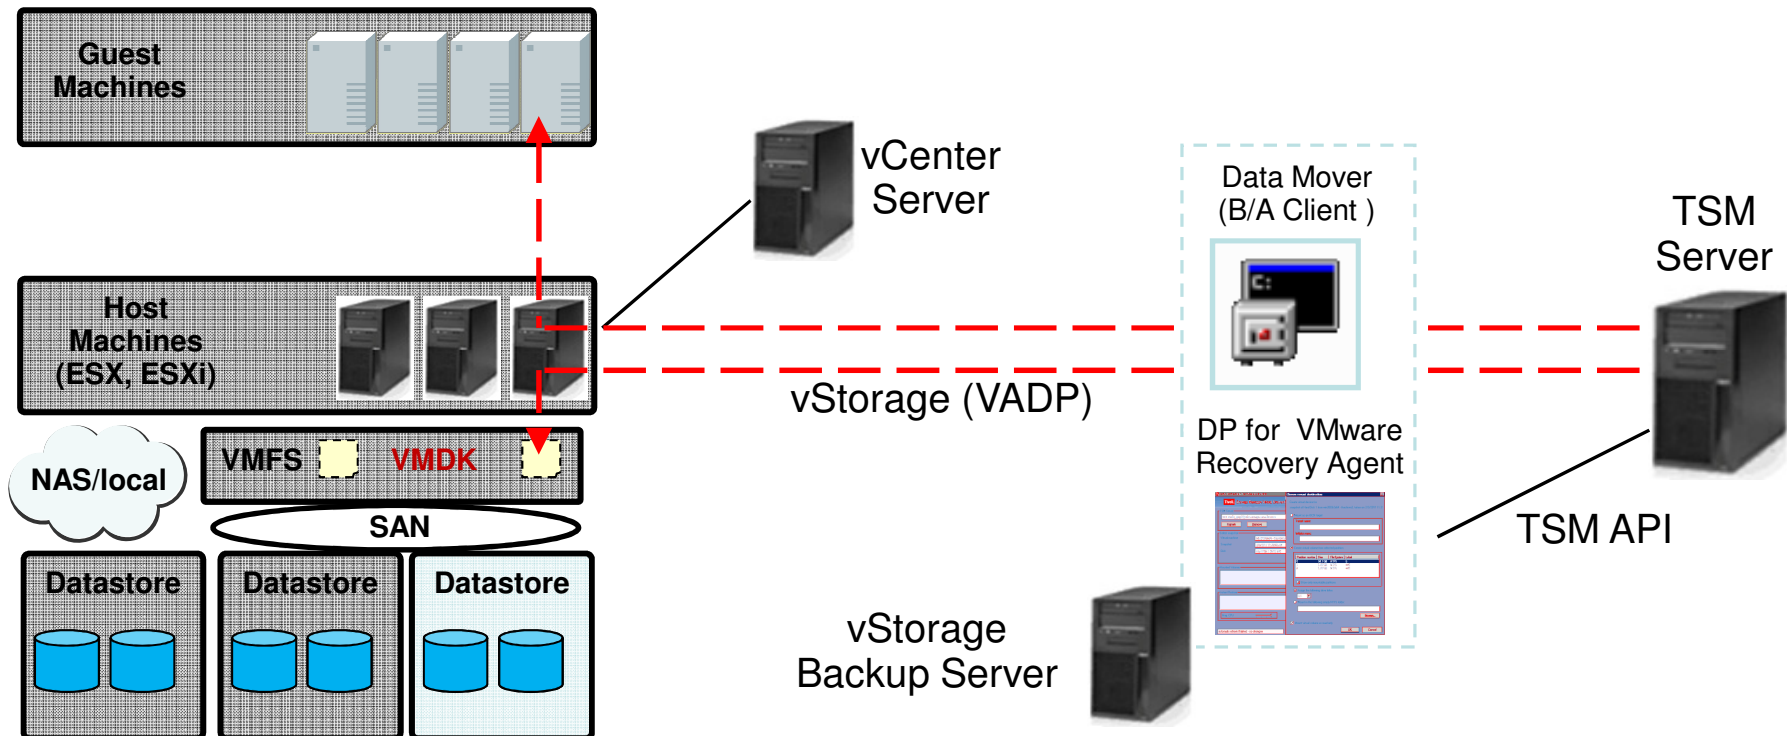 Guest
Machines
vCenter
Server
Data Mover
(B/A Client )
TSM
Server
Host
Machines
(ESX, ESXi)
vStorage (VADP)
DP for VMware
Recovery Agent
VMFS
VMDK
NAS/local
SAN
TSM API
Datastore
Datastore
Datastore
vStorage
Backup Server
C: